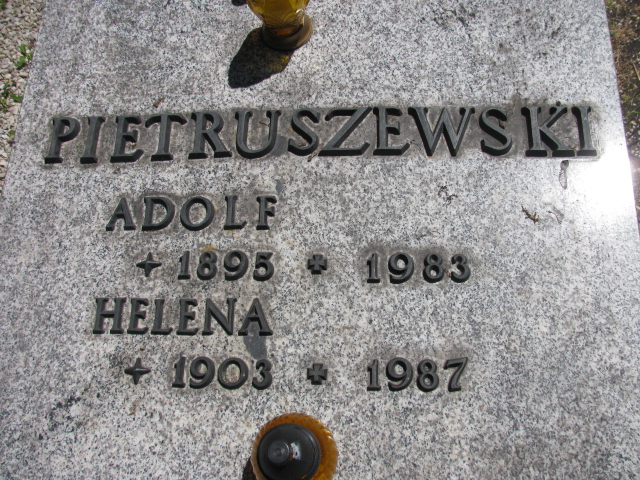 PIETRUSZEWSKI
ADOLF
✦ 1895 ✚ 1983
HELENA
✦ 1903 ✚ 1987